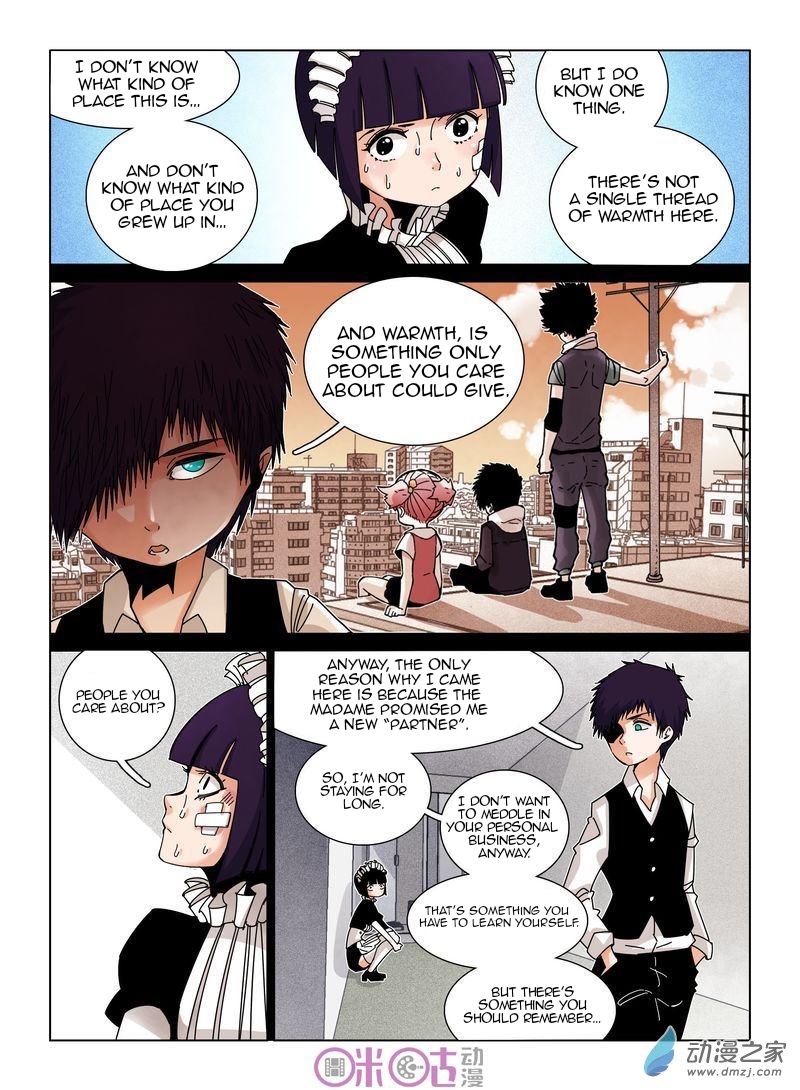 I DON'T KNOW
WHAT KIND OF
PLACE THIS IS...
AND DON'T
KNOW WHAT KIND
OF PLACE YOU
GREW UP IN...
BUT I DO
KNOW ONE
THING.
THERE'S NOT
A SINGLE THREAD
OF WARMTH HERE.
AND WARMTH, IS
SOMETHING ONLY
PEOPLE YOU CARE
ABOUT COULD GIVE.
PEOPLE YOU
CARE ABOUT?
ANYWAY, THE ONLY
REASON WHY I CAME
HERE IS BECAUSE THE
MADAME PROMISED ME
A NEW "PARTNER".
SO, I'M NOT
STAYING FOR
LONG.
I DON'T WANT
TO MEDDLE IN
YOUR PERSONAL
BUSINESS,
ANYWAY.
THAT'S SOMETHING YOU
HAVE TO LEARN YOURSELF.
BUT THERE'S
SOMETHING YOU
SHOULD REMEMBER...
咪咕动漫
动漫之家
www.dmzj.com